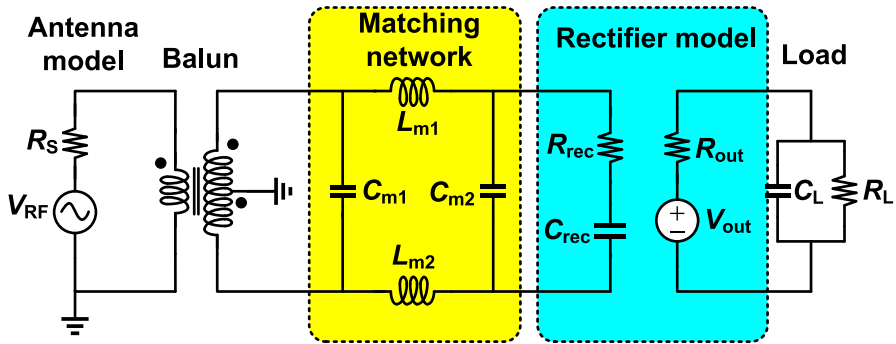 Antenna
model
Balun
Matching
network
Rectifier model
Load
RS
VRF
Lm1
Cm1
Cm2
Lm2
Rrec
Crec
Rout
Vout
CL
RL